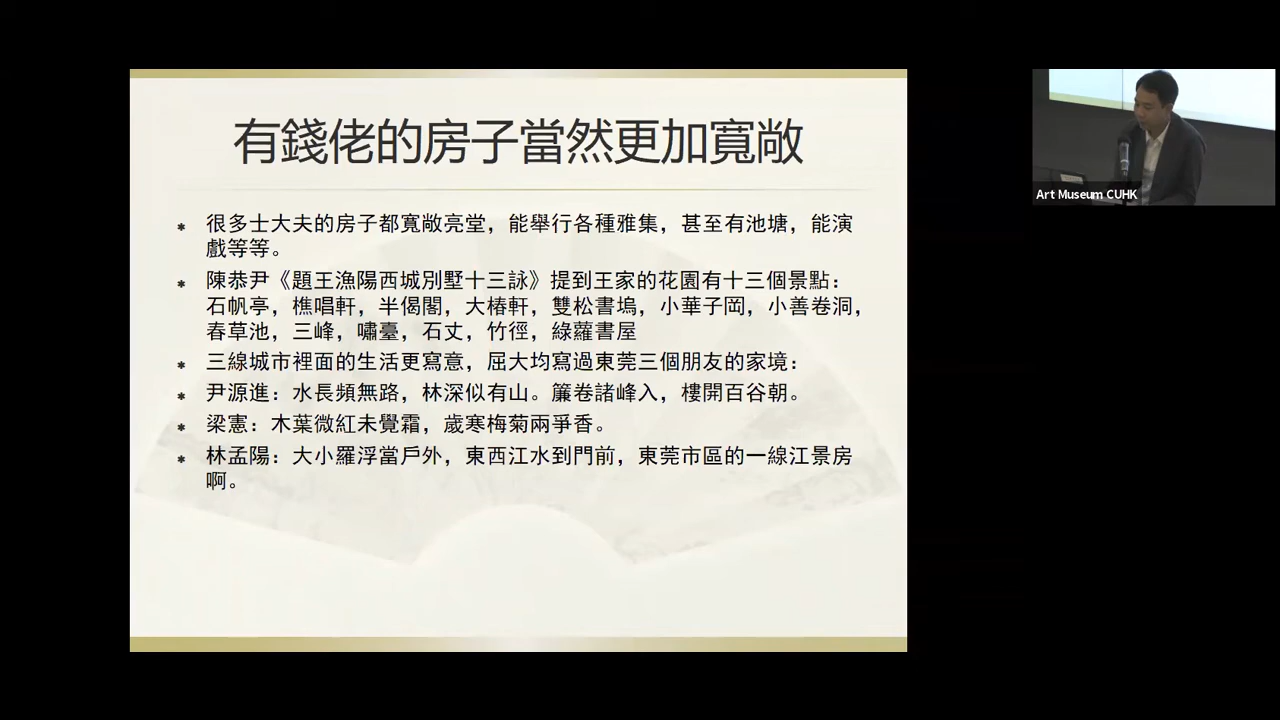 有錢佬的房子當然更加寬敞
很多士大夫的房子都寬敞亮堂，能舉行各種雅集，甚至有池塘，能演
戲等等。
陳恭尹《題王漁陽西城別墅十三詠》提到王家的花園有十三個景點：
石帆亭，樵唱軒，半偈閣，大椿軒，雙松書塢，小華子岡，小善卷洞，
春草池，三峰，嘯臺，石丈，竹徑，綠蘿書屋
三線城市裡面的生活更寫意，屈大均寫過東莞三個朋友的家境：
尹源進：水長頻無路，林深似有山。簾卷諸峰入，樓開百谷朝。
梁憲：木葉微紅未覺霜，歲寒梅菊兩爭香。
林孟陽：大小羅浮當戶外，東西江水到門前，東莞市區的一線江景房
啊。
Art Museum CUHK